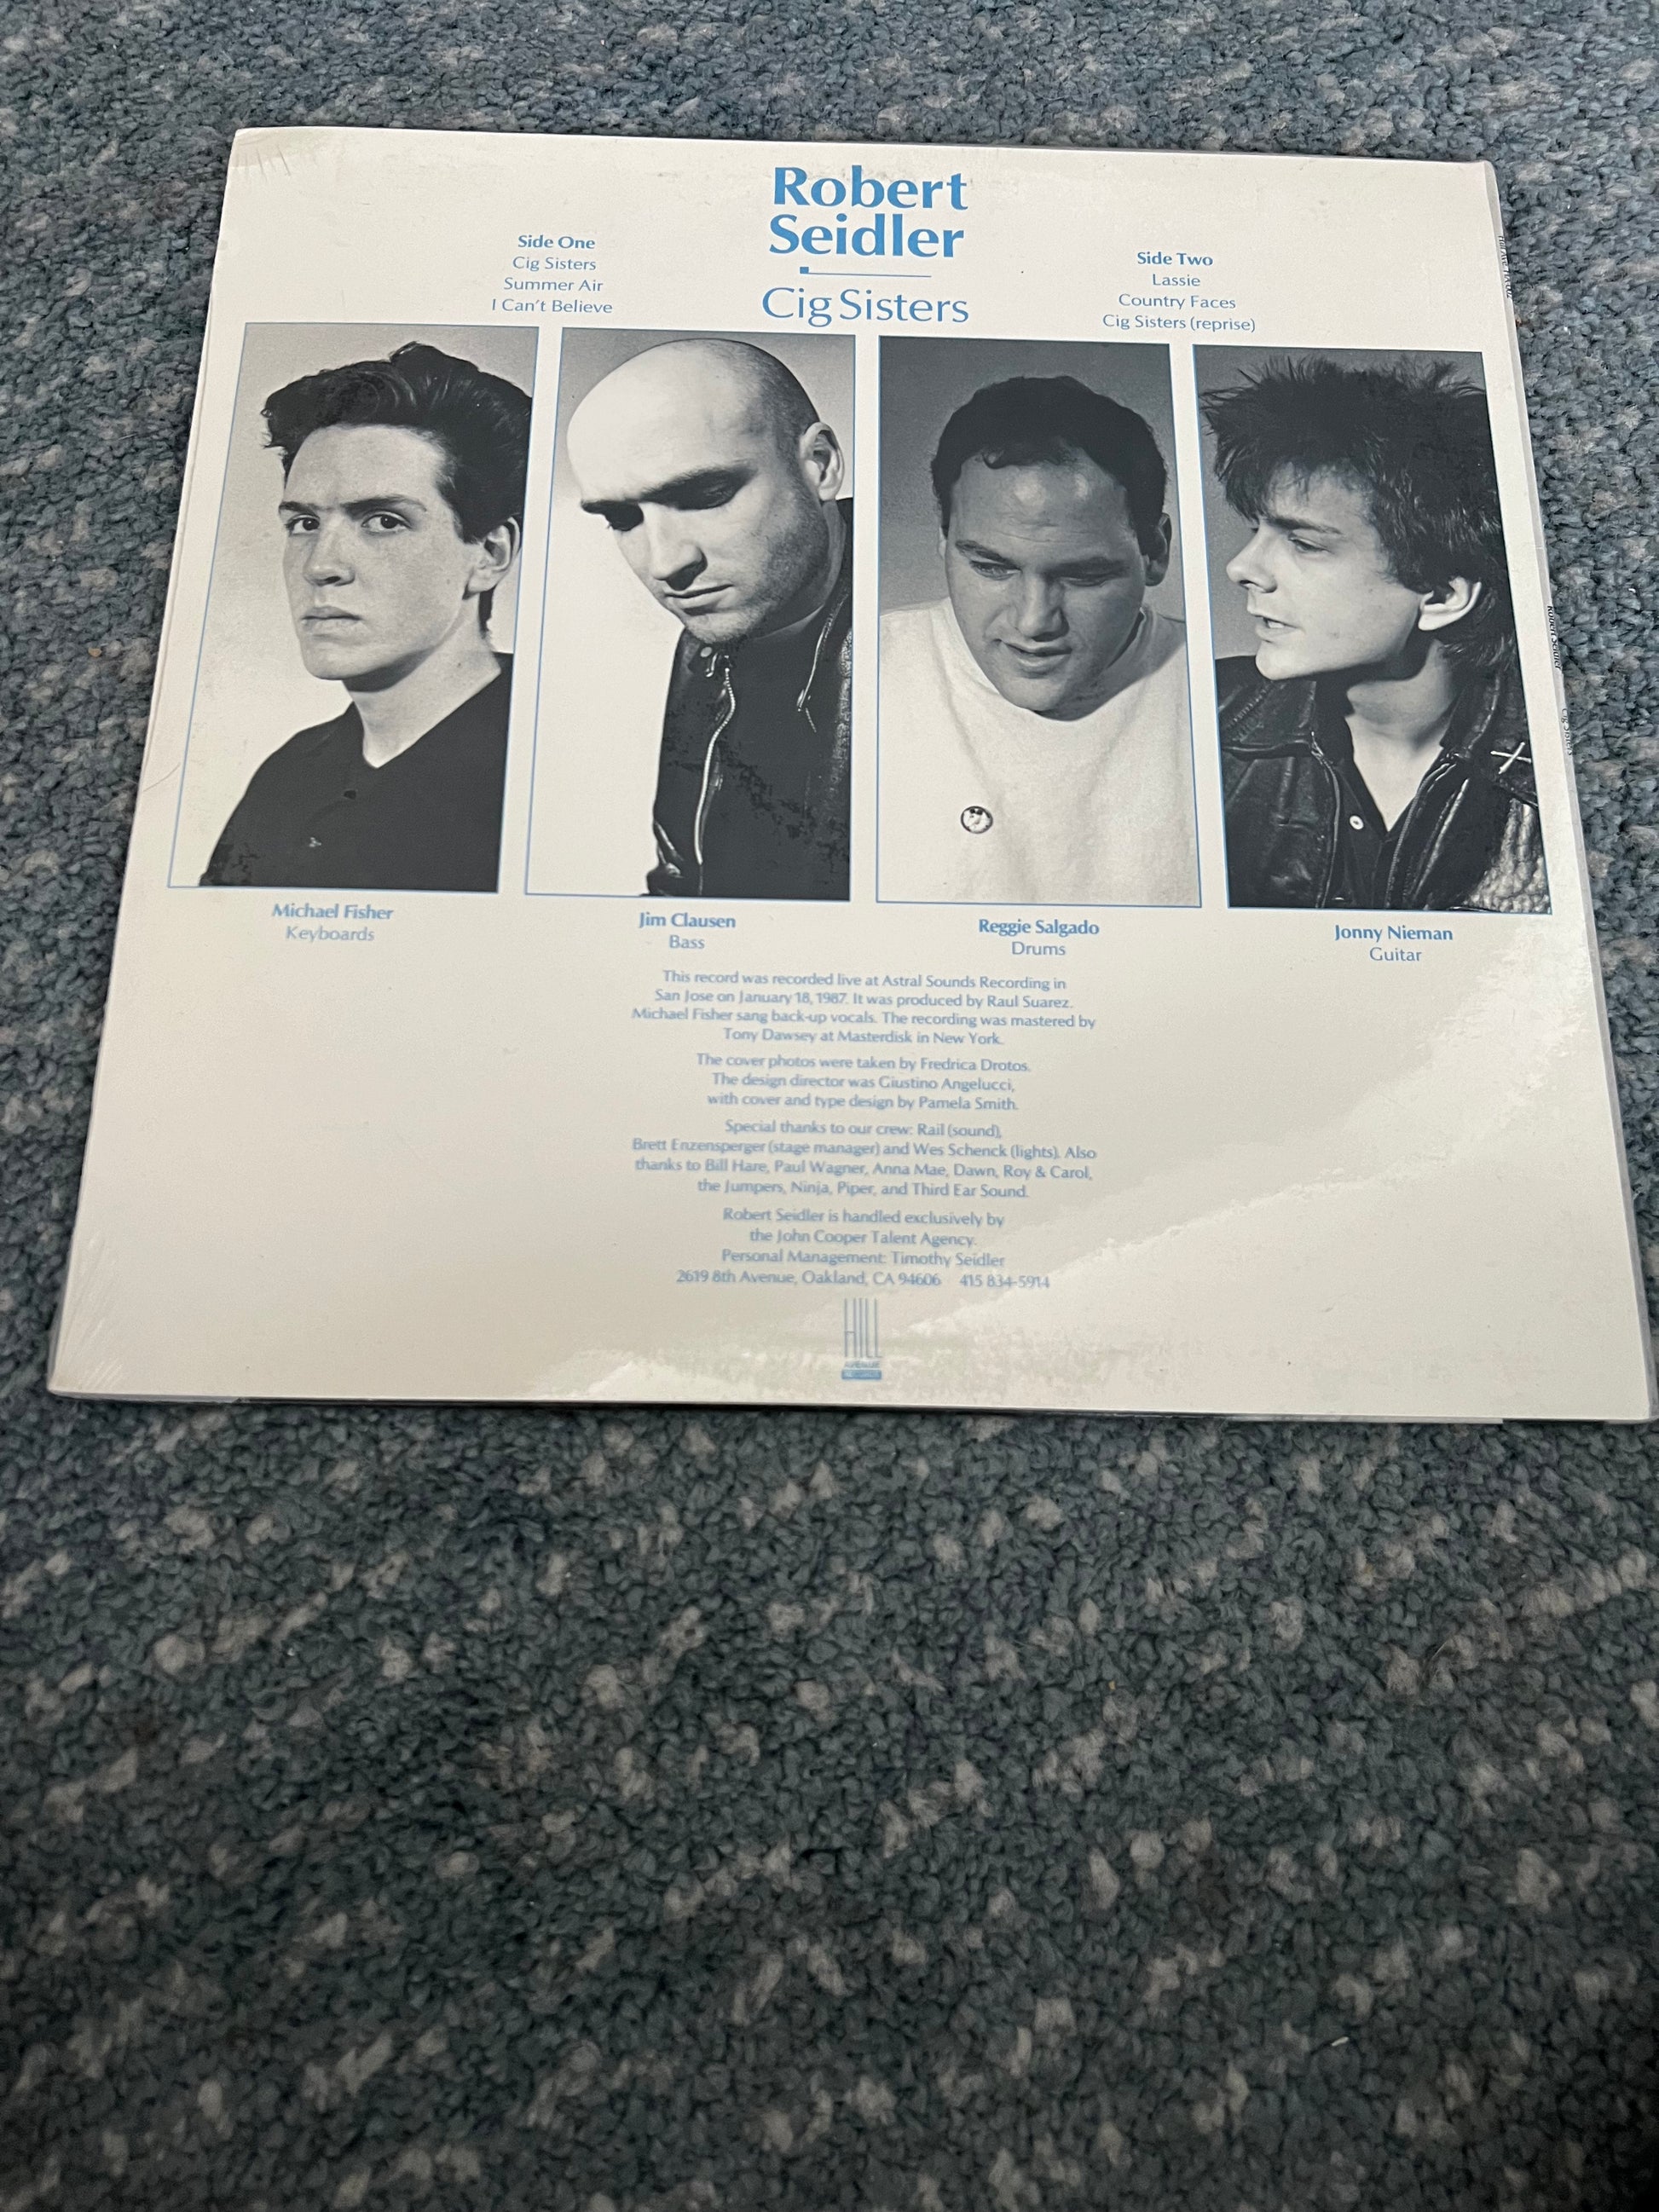 Robert
Seidler
Cig Sisters
Side One
Cig Sisters
Summer Air
I Can't Believe
Side Two
Lassie
Country Faces
Cig Sisters (reprise)
Michael Fisher
Keyboards
Jim Clausen
Bass
Reggie Salgado
Drums
Jonny Nieman
Guitar
This record was recorded live at Astral Sounds Recording in
San Jose on January 18, 1987. It was produced by Raul Suarez.
Michael Fisher sang back-up vocals. The recording was mastered by
Tony Dawsey at Masterdisk in New York.
The cover photos were taken by Fredrica Drotos.
The design director was Giustino Angelucci,
with cover and type design by Pamela Smith.
Special thanks to our crew: Rail (sound),
Brett Enzensperger (stage manager) and Wes Schenck (lights). Also
thanks to Bill Hare, Paul Wagner, Anna Mae, Dawn, Roy & Carol,
the Jumpers, Ninja, Piper, and Third Ear Sound.
Robert Seidler is handled exclusively by
the John Cooper Talent Agency.
Personal Management: Timothy Seidler
2619 8th Avenue, Oakland, CA 94606 415 834-5914
HILL
AVENUE
RECORDS
Robert Seidler
Cig Sisters